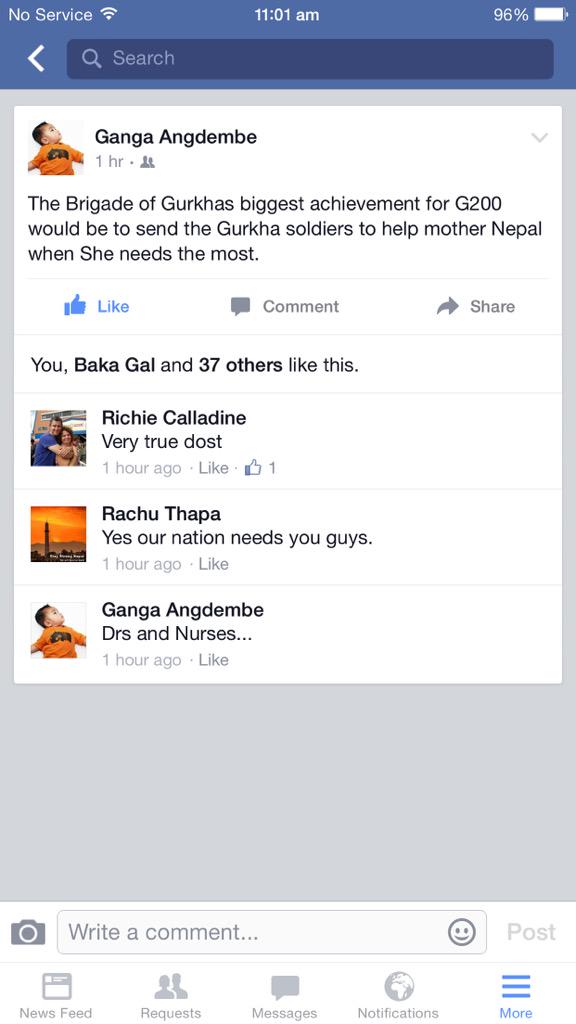 No Service 11:01 am 96%
Search
Ganga Angdembe
1 hr ·
The Brigade of Gurkhas biggest achievement for G200
would be to send the Gurkha soldiers to help mother Nepal
when She needs the most.
Like Comment Share
You, Baka Gal and 37 others like this.
Richie Calladine
Very true dost
1 hour ago · Like · 1
Rachu Thapa
Yes our nation needs you guys.
1 hour ago · Like
Ganga Angdembe
Drs and Nurses...
1 hour ago · Like
Write a comment... Post
News Feed Requests Messages Notifications More